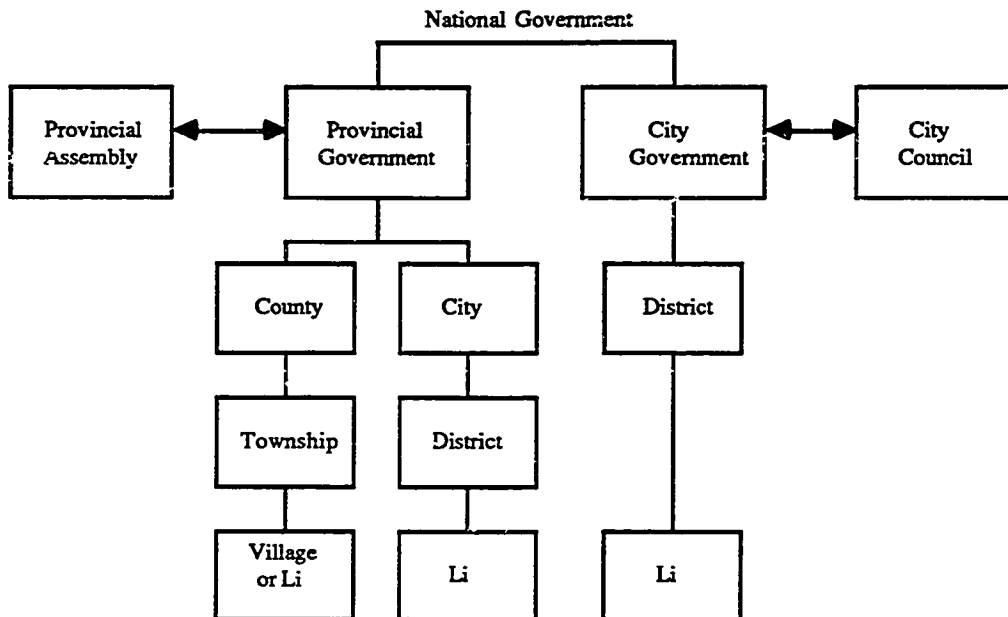 National Government
Provincial
Assembly
Provincial
Government
City
Government
City
Council
County
City
District
Township
District
Village
or Li
Li
Li